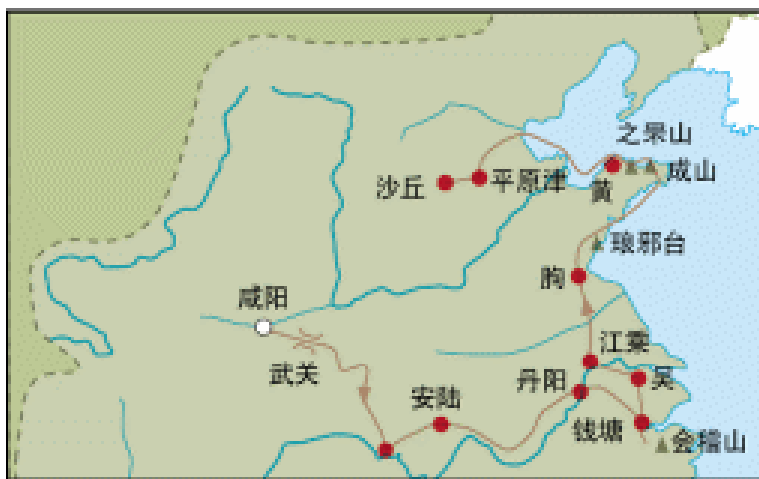 之罘山
成山
沙丘
平原津
黄
琅邪台
朐
咸阳
江乘
武关
丹阳
吴
安陆
钱塘
会稽山